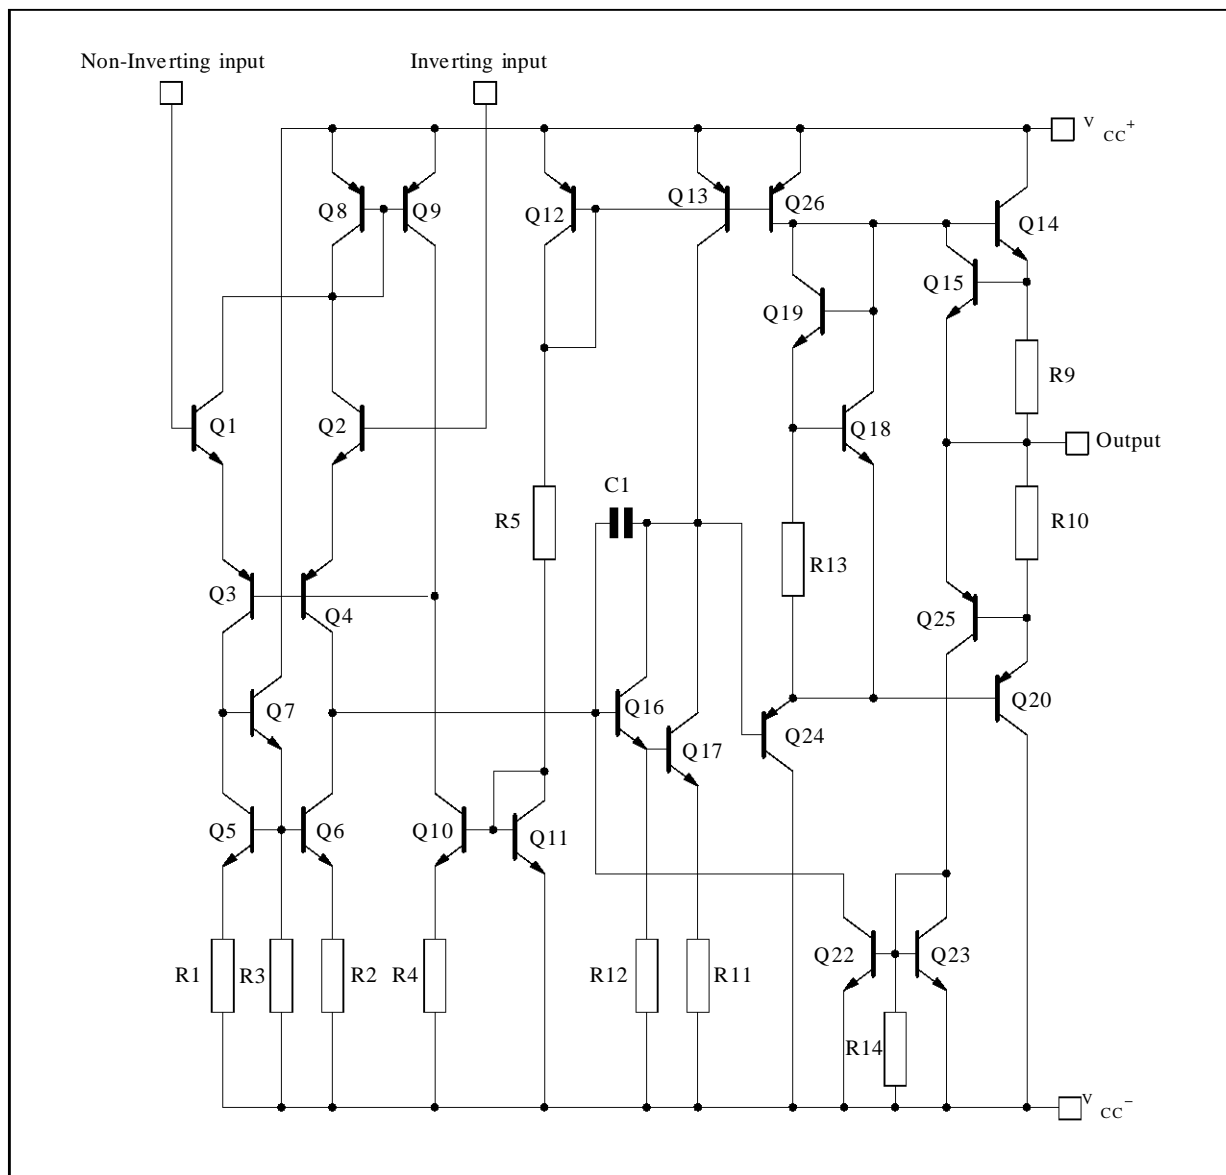 Non-Inverting input
Inverting input
V CC +
Q8
Q9
Q12
Q13
Q26
Q14
Q15
Q19
R9
Q1
Q2
Q18
Output
C1
R5
R10
R13
Q3
Q4
Q25
Q7
Q16
Q17
Q24
Q20
Q5
Q6
Q10
Q11
Q22
Q23
R1
R3
R2
R4
R12
R11
R14
V CC −